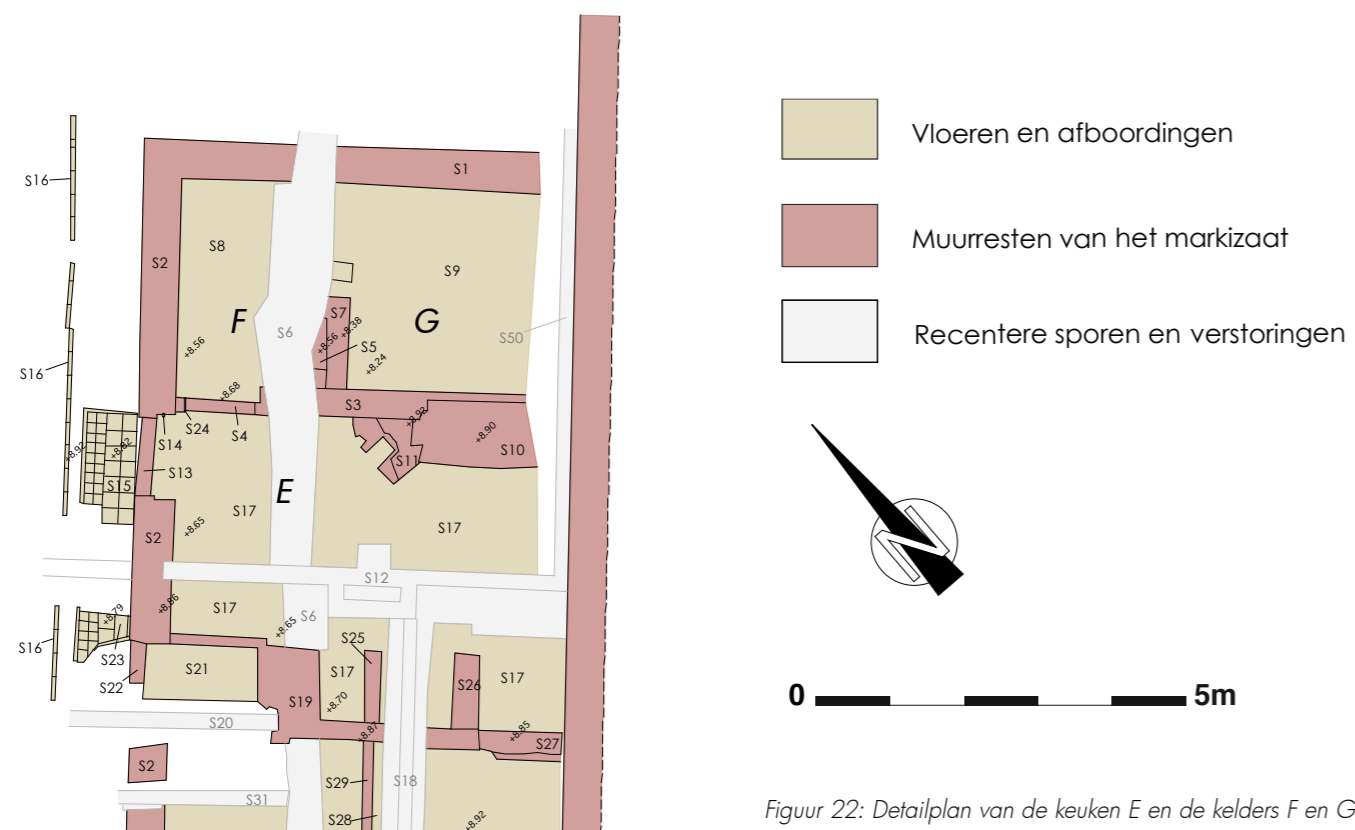 S1
S16
S2
S8
S9
F
S6
G
S7
+8.38
+8.56
S5
+8.24
S50
+8.56
+8.68
S16
S3
S24
S4
S14
S13
+8.90
S10
S11
+8.92
+8.82
S15
E
S17
S17
S2
+8.65
S12
+8.86
S17
S6
+8.65
+8.79
S16
S23
S22
S21
S25
S17
S26
S17
S19
+8.70
S20
+8.87
+8.85
S27
S2
S29
S18
S31
S28
+8.92
Vloeren en afboordingen
Muurresten van het markizaat
Recentere sporen en verstoringen
N
0 5m
Figuur 22: Detailplan van de keuken E en de kelders F en G